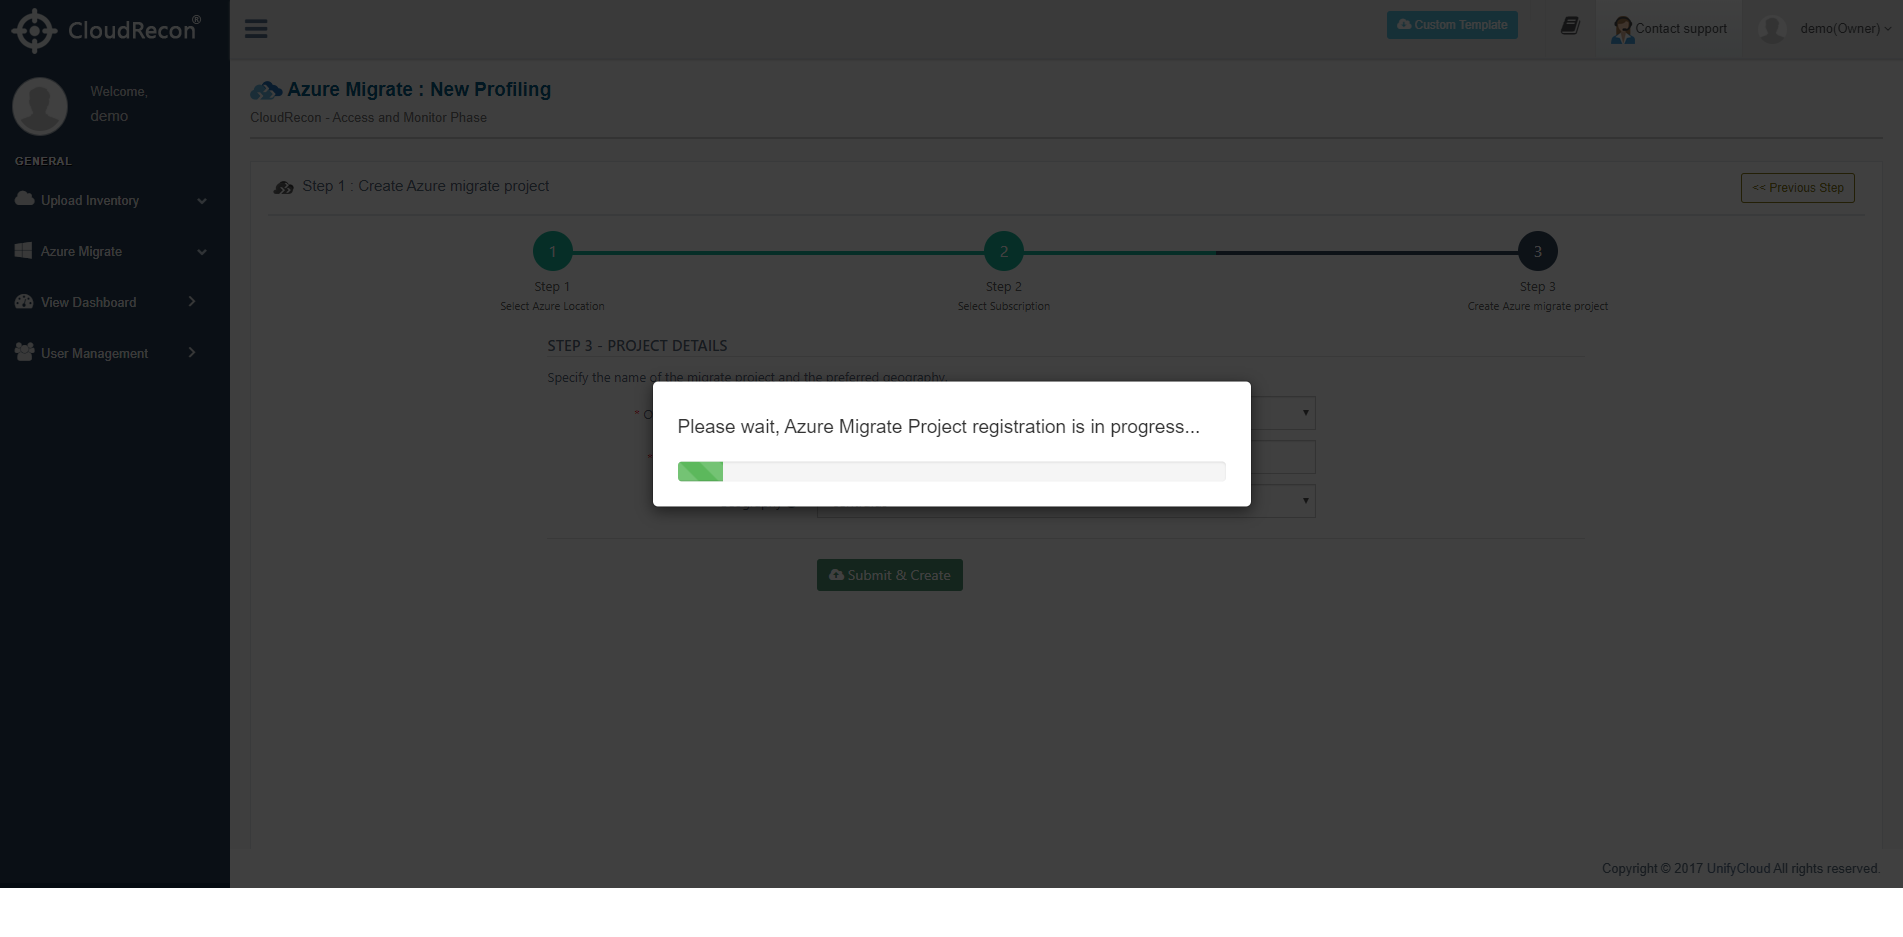 CloudRecon®
Custom Template
Contact support
demo(Owner)
Welcome,
demo
GENERAL
Upload Inventory
Azure Migrate
View Dashboard
User Management
Azure Migrate : New Profiling
CloudRecon - Access and Monitor Phase
Step 1 : Create Azure migrate project
<< Previous Step
1
2
3
Step 1
Select Azure Location
Step 2
Select Subscription
Step 3
Create Azure migrate project
STEP 3 - PROJECT DETAILS
Specify the name of the migrate project and the preferred geography.
Please wait, Azure Migrate Project registration is in progress...
Submit & Create
Copyright © 2017 UnifyCloud All rights reserved.